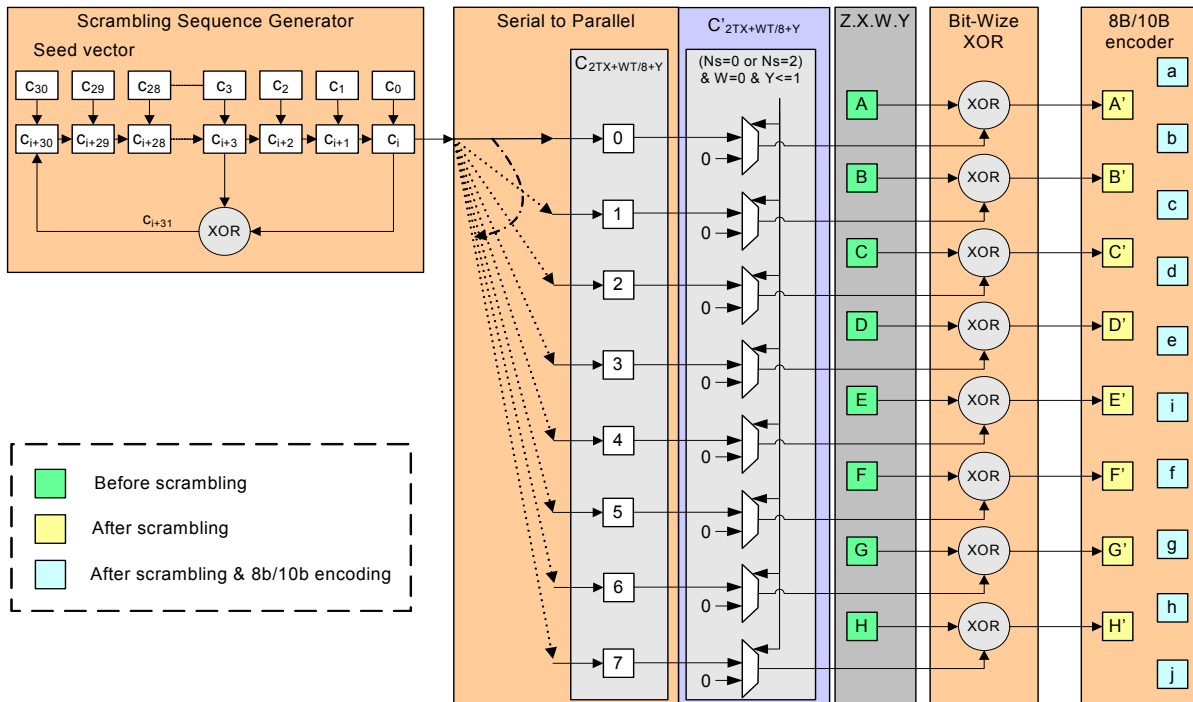 Scrambling Sequence Generator
Seed vector
C30 C29 C28 C3 C2 C1 C0
Ci+30 Ci+29 Ci+28 Ci+3 Ci+2 Ci+1 Ci
Ci+31
XOR
Before scrambling
After scrambling
After scrambling & 8b/10b encoding
Serial to Parallel
C2TX+WT/8+Y
0
1
2
3
4
5
6
7
C'2TX+WT/8+Y
(Ns=0 or Ns=2)
& W=0 & Y<=1
0
0
0
0
0
0
0
0
Z.X.W.Y
A
B
C
D
E
F
G
H
Bit-Wize
XOR
XOR
XOR
XOR
XOR
XOR
XOR
XOR
XOR
8B/10B
encoder
A'
B'
C'
D'
E'
F'
G'
H'
a
b
c
d
e
i
f
g
h
j